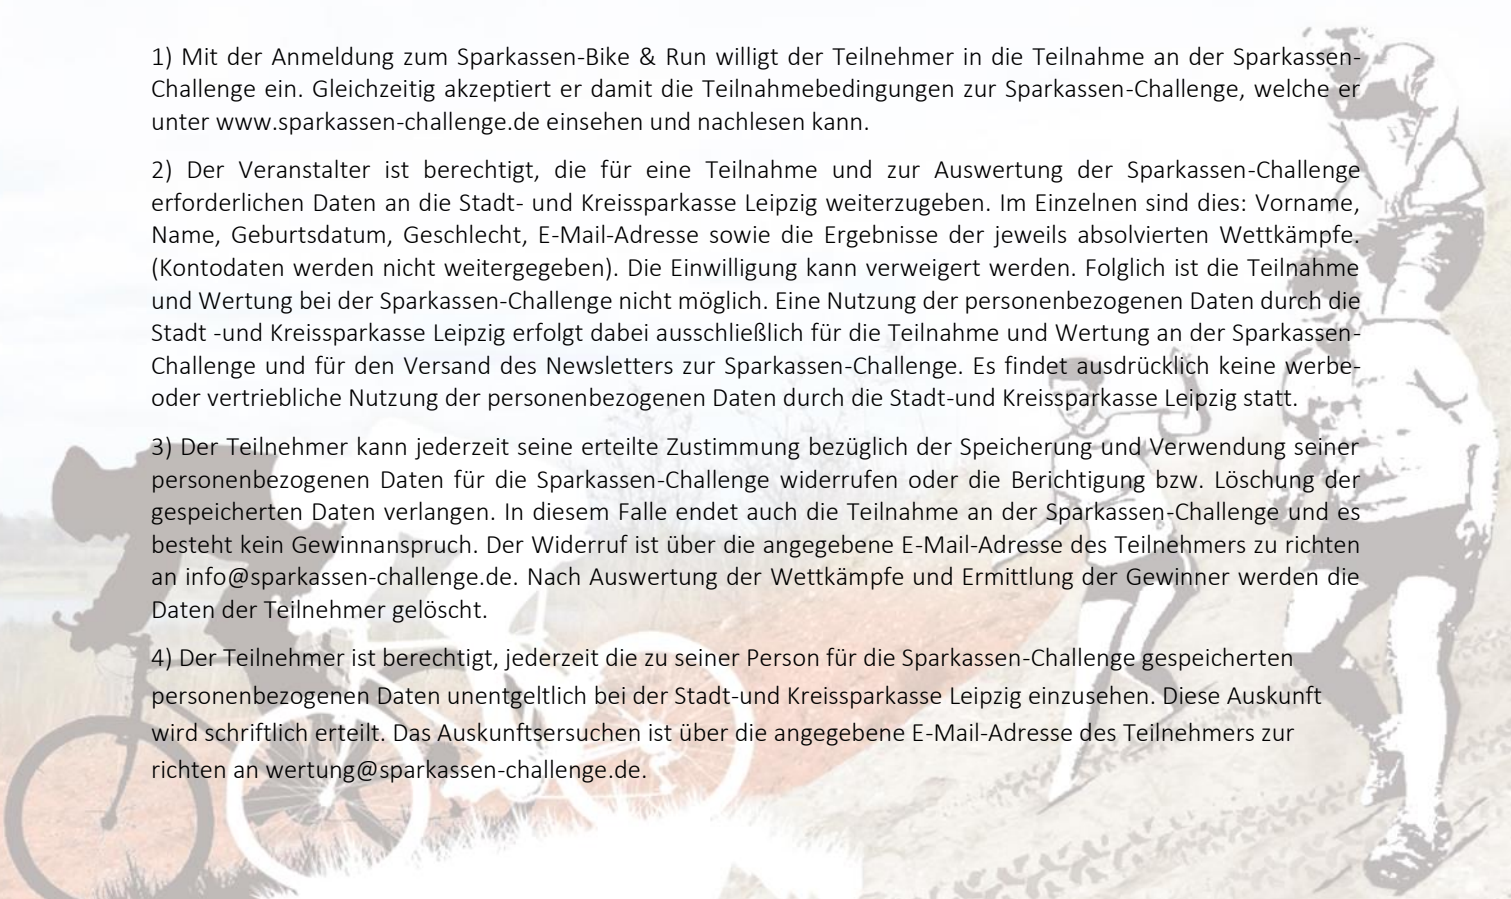 1) Mit der Anmeldung zum Sparkassen-Bike & Run willigt der Teilnehmer in die Teilnahme an der Sparkassen-
Challenge ein. Gleichzeitig akzeptiert er damit die Teilnahmebedingungen zur Sparkassen-Challenge, welche er
unter www.sparkassen-challenge.de einsehen und nachlesen kann.
2) Der Veranstalter ist berechtigt, die für eine Teilnahme und zur Auswertung der Sparkassen-Challenge
erforderlichen Daten an die Stadt- und Kreissparkasse Leipzig weiterzugeben. Im Einzelnen sind dies: Vorname,
Name, Geburtsdatum, Geschlecht, E-Mail-Adresse sowie die Ergebnisse der jeweils absolvierten Wettkämpfe.
(Kontodaten werden nicht weitergegeben). Die Einwilligung kann verweigert werden. Folglich ist die Teilnahme
und Wertung bei der Sparkassen-Challenge nicht möglich. Eine Nutzung der personenbezogenen Daten durch die
Stadt -und Kreissparkasse Leipzig erfolgt dabei ausschließlich für die Teilnahme und Wertung an der Sparkassen-
Challenge und für den Versand des Newsletters zur Sparkassen-Challenge. Es findet ausdrücklich keine werbe-
oder vertriebliche Nutzung der personenbezogenen Daten durch die Stadt-und Kreissparkasse Leipzig statt.
3) Der Teilnehmer kann jederzeit seine erteilte Zustimmung bezüglich der Speicherung und Verwendung seiner
personenbezogenen Daten für die Sparkassen-Challenge widerrufen oder die Berichtigung bzw. Löschung der
gespeicherten Daten verlangen. In diesem Falle endet auch die Teilnahme an der Sparkassen-Challenge und es
besteht kein Gewinnanspruch. Der Widerruf ist über die angegebene E-Mail-Adresse des Teilnehmers zu richten
an info@sparkassen-challenge.de. Nach Auswertung der Wettkämpfe und Ermittlung der Gewinner werden die
Daten der Teilnehmer gelöscht.
4) Der Teilnehmer ist berechtigt, jederzeit die zu seiner Person für die Sparkassen-Challenge gespeicherten
personenbezogenen Daten unentgeltlich bei der Stadt-und Kreissparkasse Leipzig einzusehen. Diese Auskunft
wird schriftlich erteilt. Das Auskunftsersuchen ist über die angegebene E-Mail-Adresse des Teilnehmers zur
richten an wertung@sparkassen-challenge.de.